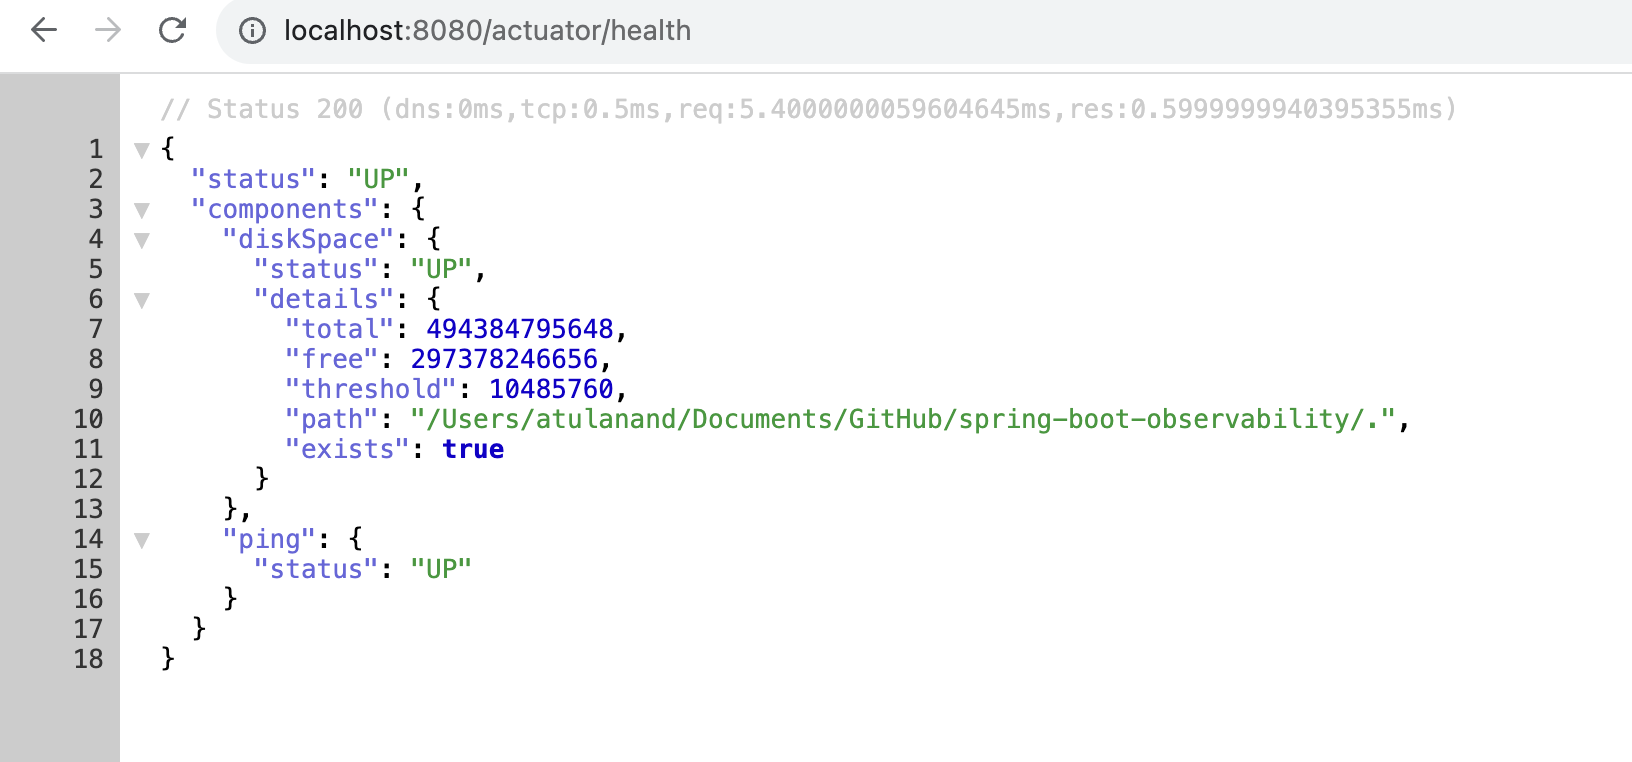 localhost:8080/actuator/health
// Status 200 (dns:0ms,tcp:0.5ms,req:5.4000000059604645ms,res:0.5999999940395355ms)
1 {
2 "status": "UP",
3 "components": {
4 "diskSpace": {
5 "status": "UP",
6 "details": {
7 "total": 494384795648,
8 "free": 297378246656,
9 "threshold": 10485760,
10 "path": "/Users/atulanand/Documents/GitHub/spring-boot-observability/.",
11 "exists": true
12 }
13 },
14 "ping": {
15 "status": "UP"
16 }
17 }
18 }